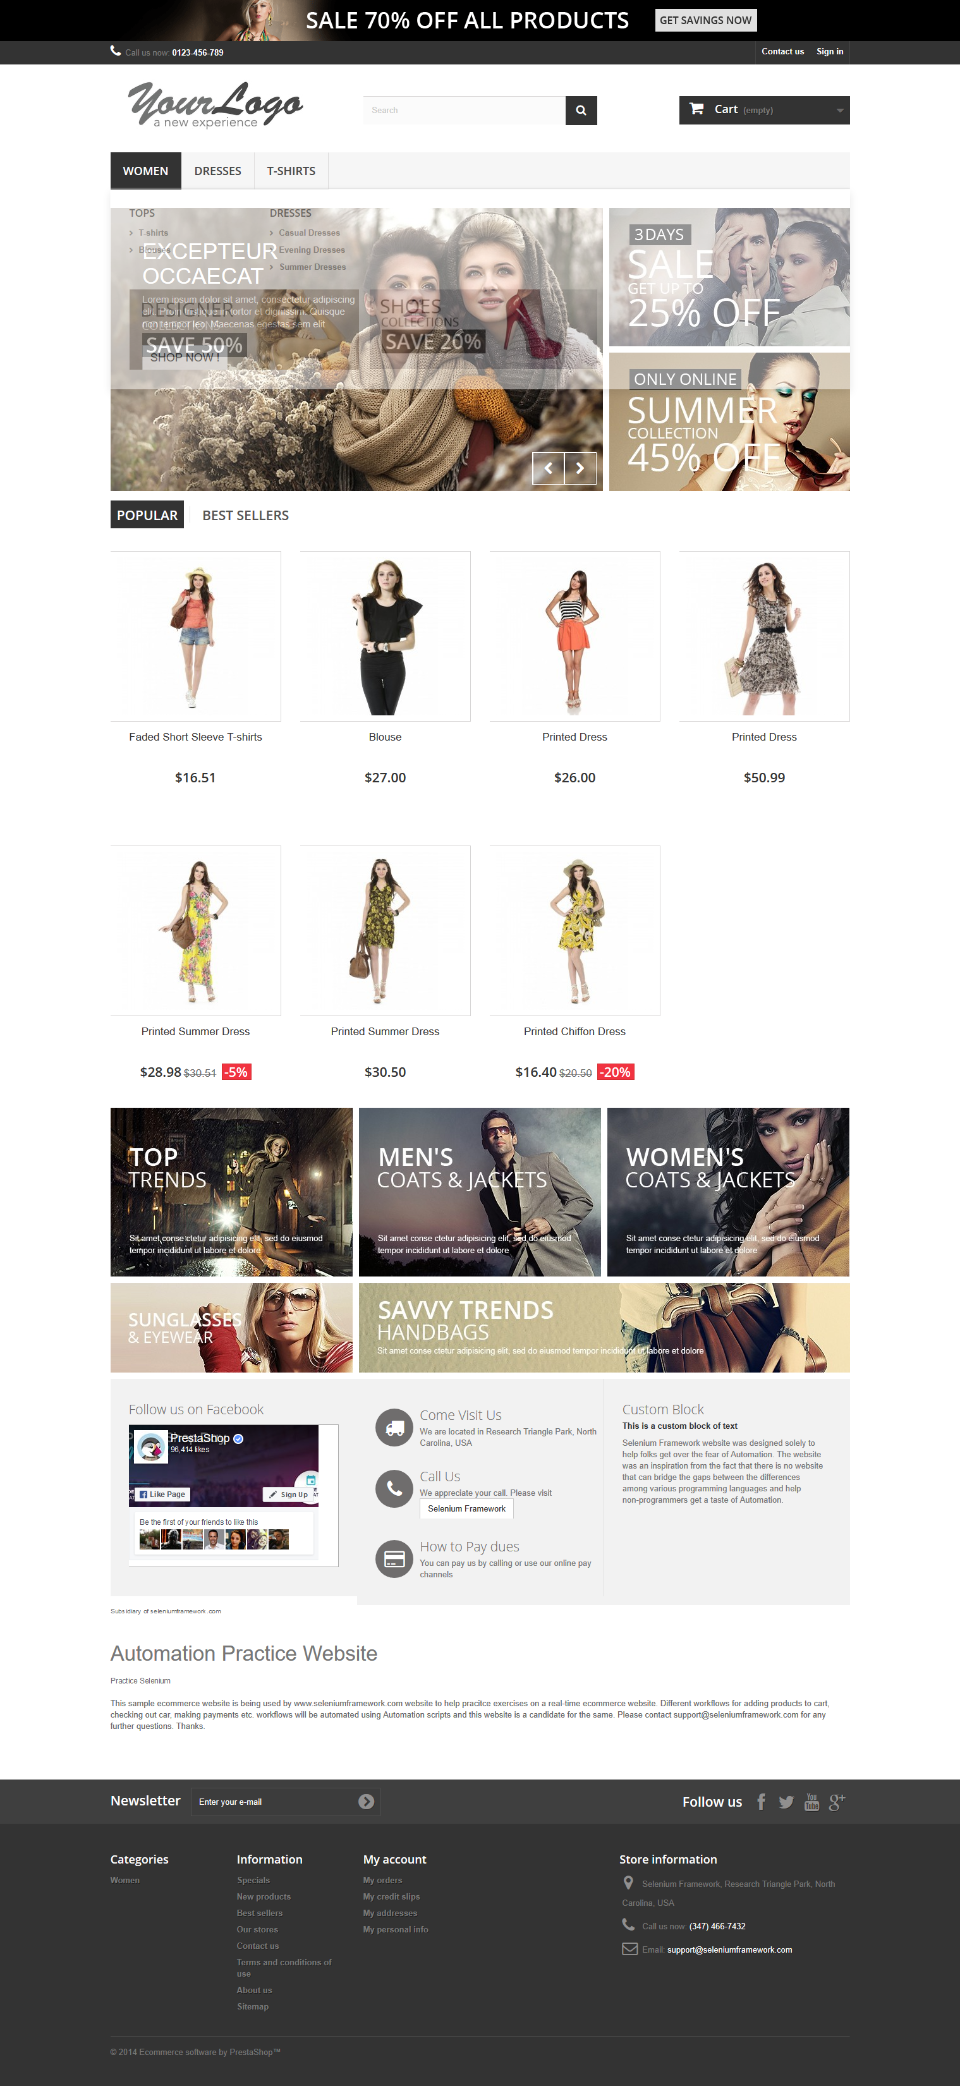 SALE 70% OFF ALL PRODUCTS
GET SAVINGS NOW
Call us now: 0123-456-789
Contact us
Sign in
YourLogo
a new experience
Search
Cart (empty)
WOMEN
DRESSES
T-SHIRTS
TOPS
T-shirts
Blouses
DRESSES
Casual Dresses
Evening Dresses
Summer Dresses
EXCEPTEUR
OCCAECAT
Lorem ipsum dolor sit amet, consectetur adipiscing
elit. Proin tristique in tortor et dignissim. Quisque
non tempor leo. Maecenas egestas sem elit
SHOP NOW !
DESIGNER
SAVE 50%
SHOES
COLLECTIONS
SAVE 20%
3 DAYS
SALE
GET UP TO
25% OFF
ONLY ONLINE
SUMMER
COLLECTION
45% OFF
POPULAR
BEST SELLERS
Faded Short Sleeve T-shirts
$16.51
Blouse
$27.00
Printed Dress
$26.00
Printed Dress
$50.99
Printed Summer Dress
$28.98 $30.51 -5%
Printed Summer Dress
$30.50
Printed Chiffon Dress
$16.40 $20.50 -20%
TOP
TRENDS
Sit amet conse ctetur adipisicing elit, sed do eiusmod
tempor incididunt ut labore et dolore
MEN'S
COATS & JACKETS
Sit amet conse ctetur adipisicing elit, sed do eiusmod
tempor incididunt ut labore et dolore
WOMEN'S
COATS & JACKETS
Sit amet conse ctetur adipisicing elit, sed do eiusmod
tempor incididunt ut labore et dolore
SUNGLASSES
& EYEWEAR
SAVVY TRENDS
HANDBAGS
Sit amet conse ctetur adipisicing elit, sed do eiusmod tempor incididunt ut labore et dolore
Follow us on Facebook
PrestaShop
96,414 likes
Like Page
Sign Up
Be the first of your friends to like this
Come Visit Us
We are located in Research Triangle Park, North
Carolina, USA
Call Us
We appreciate your call. Please visit
Selenium Framework
How to Pay dues
You can pay us by calling or use our online pay
channels
Custom Block
This is a custom block of text
Selenium Framework website was designed solely to
help folks get over the fear of Automation. The website
was an inspiration from the fact that there is no website
that can bridge the gaps between the differences
among various programming languages and help
non-programmers get a taste of Automation.
Subsidiary of seleniumframework.com
Automation Practice Website
Practice Selenium
This sample ecommerce website is being used by www.seleniumframework.com website to help pracitce exercises on a real-time ecommerce website. Different workflows for adding products to cart,
checking out car, making payments etc. workflows will be automated using Automation scripts and this website is a candidate for the same. Please contact support@seleniumframework.com for any
further questions. Thanks.
Newsletter
Enter your e-mail
Follow us
You
Tube
Categories
Women
Information
Specials
New products
Best sellers
Our stores
Contact us
Terms and conditions of
use
About us
Sitemap
My account
My orders
My credit slips
My addresses
My personal info
Store information
Selenium Framework, Research Triangle Park, North
Carolina, USA
Call us now: (347) 466-7432
Email: support@seleniumframework.com
© 2014 Ecommerce software by PrestaShop™